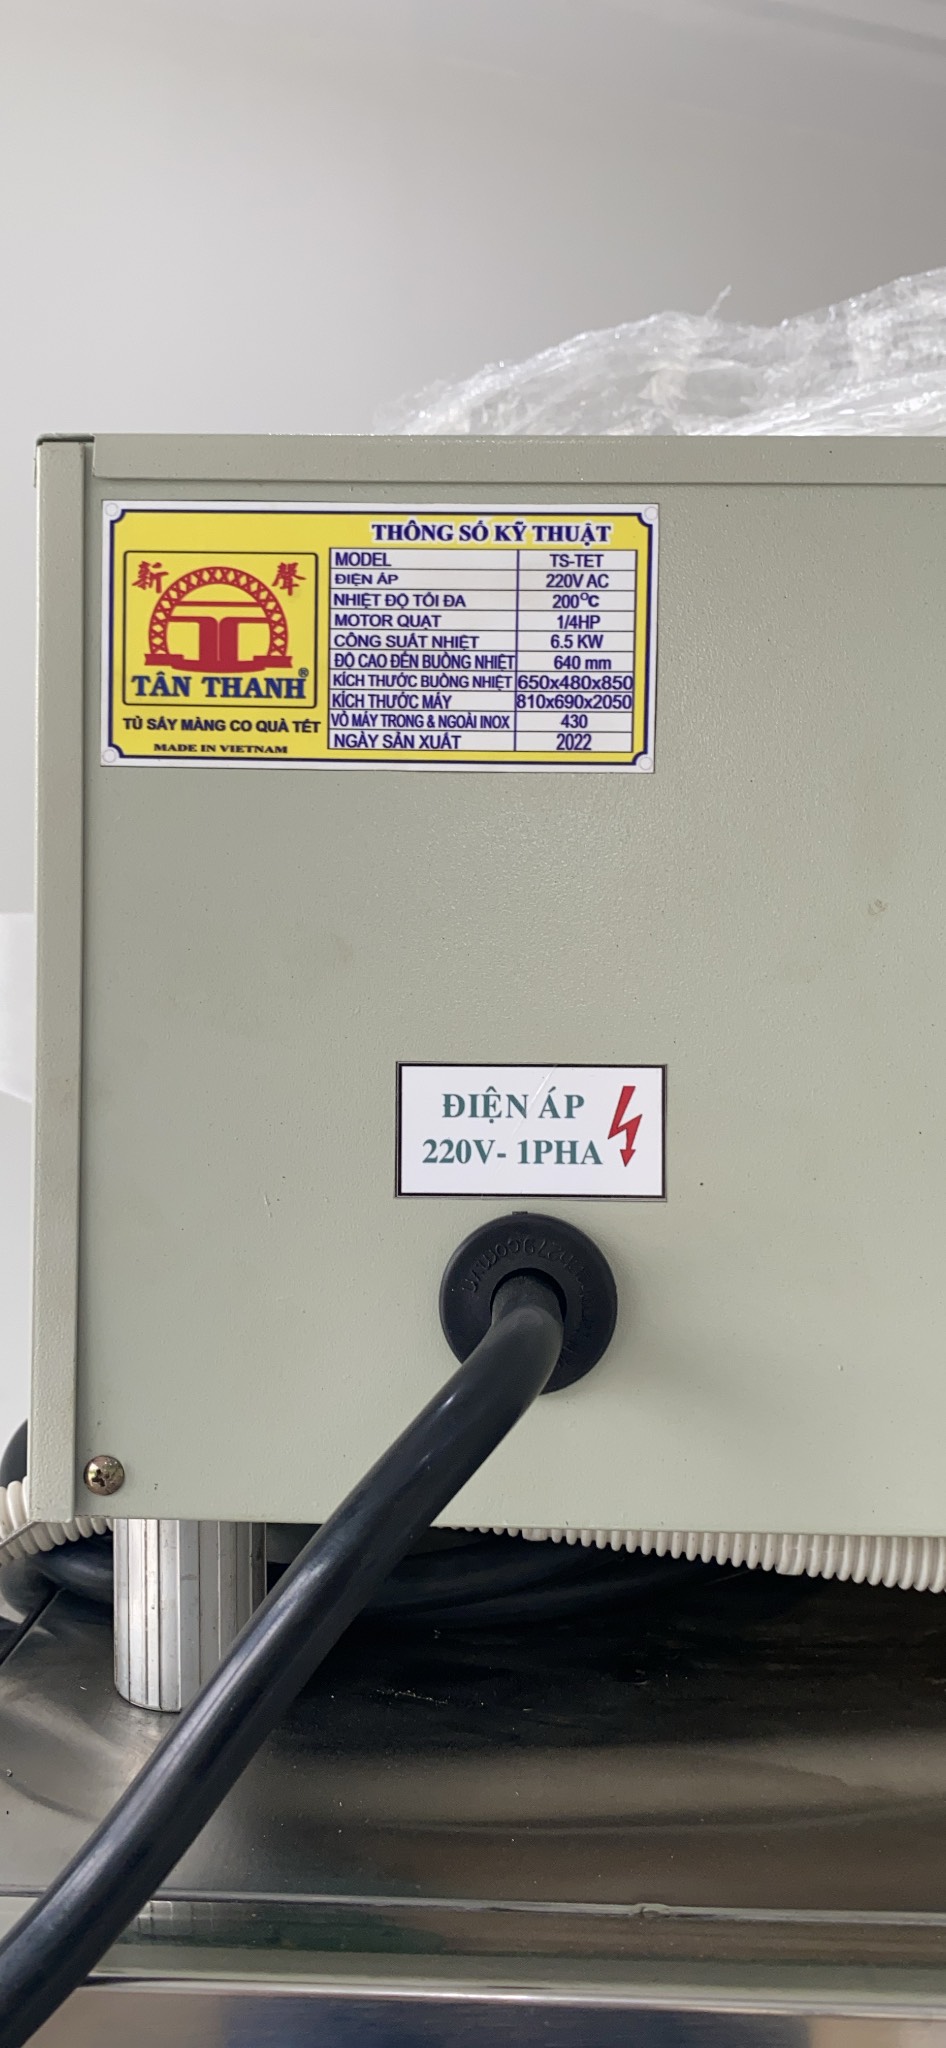 THÔNG SỐ KỸ THUẬT
新 聲
TÂN THANH®
TỦ SẤY MÀNG CO QUÀ TẾT
MADE IN VIETNAM
MODEL TS-TET
ĐIỆN ÁP 220V AC
NHIỆT ĐỘ TỐI ĐA 200°C
MOTOR QUẠT 1/4HP
CÔNG SUẤT NHIỆT 6.5 KW
ĐỘ CAO ĐẾN BUỒNG NHIỆT 640 mm
KÍCH THƯỚC BUỒNG NHIỆT 650x480x850
KÍCH THƯỚC MÁY 810x690x2050
VỎ MÁY TRONG & NGOÀI INOX 430
NGÀY SẢN XUẤT 2022
ĐIỆN ÁP
220V- 1PHA